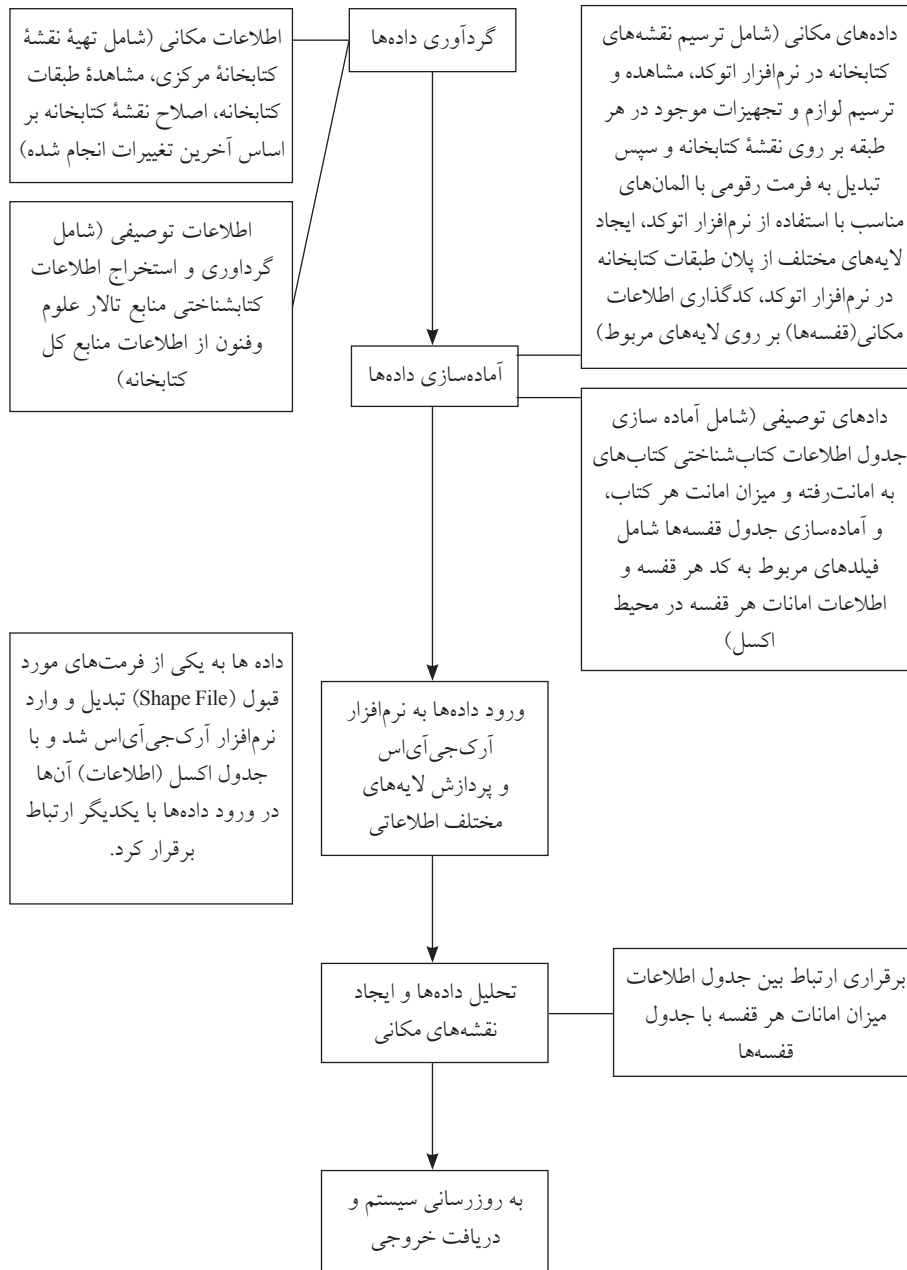 گردآوری داده‌ها
اطلاعات مکانی (شامل تهیهٔ نقشهٔ
کتابخانهٔ مرکزی، مشاهدهٔ طبقات
کتابخانه، اصلاح نقشهٔ کتابخانه بر
اساس آخرین تغییرات انجام شده)
اطلاعات توصیفی (شامل
گرداوری و استخراج اطلاعات
کتابشناختی منابع تالار علوم
وفنون از اطلاعات منابع کل
کتابخانه)
داده‌های مکانی (شامل ترسیم نقشه‌های
کتابخانه در نرم‌افزار اتوکد، مشاهده و
ترسیم لوازم و تجهیزات موجود در هر
طبقه بر روی نقشهٔ کتابخانه و سپس
تبدیل به فرمت رقومی با المان‌های
مناسب با استفاده از نرم‌افزار اتوکد، ایجاد
لایه‌های مختلف از پلان طبقات کتابخانه
در نرم‌افزار اتوکد، کدگذاری اطلاعات
مکانی(قفسه‌ها) بر روی لایه‌های مربوط)
آماده‌سازی داده‌ها
دادهای توصیفی (شامل آماده سازی
جدول اطلاعات کتاب‌شناختی کتاب‌های
به امانت‌رفته و میزان امانت هر کتاب،
و آماده‌سازی جدول قفسه‌ها شامل
فیلدهای مربوط به کد هر قفسه و
اطلاعات امانات هر قفسه در محیط
اکسل)
ورود داده‌ها به نرم‌افزار
آرک‌جی‌آی‌اس
و پردازش لایه‌های
مختلف اطلاعاتی
داده ها به یکی از فرمت‌های مورد
قبول (Shape File) تبدیل و وارد
نرم‌افزار آرک‌جی‌آی‌اس شد و با
جدول اکسل (اطلاعات) آن‌ها
در ورود داده‌ها با یکدیگر ارتباط
برقرار کرد.
تحلیل داده‌ها و ایجاد
نقشه‌های مکانی
برقراری ارتباط بین جدول اطلاعات
میزان امانات هر قفسه با جدول
قفسه‌ها
به روزرسانی سیستم و
دریافت خروجی